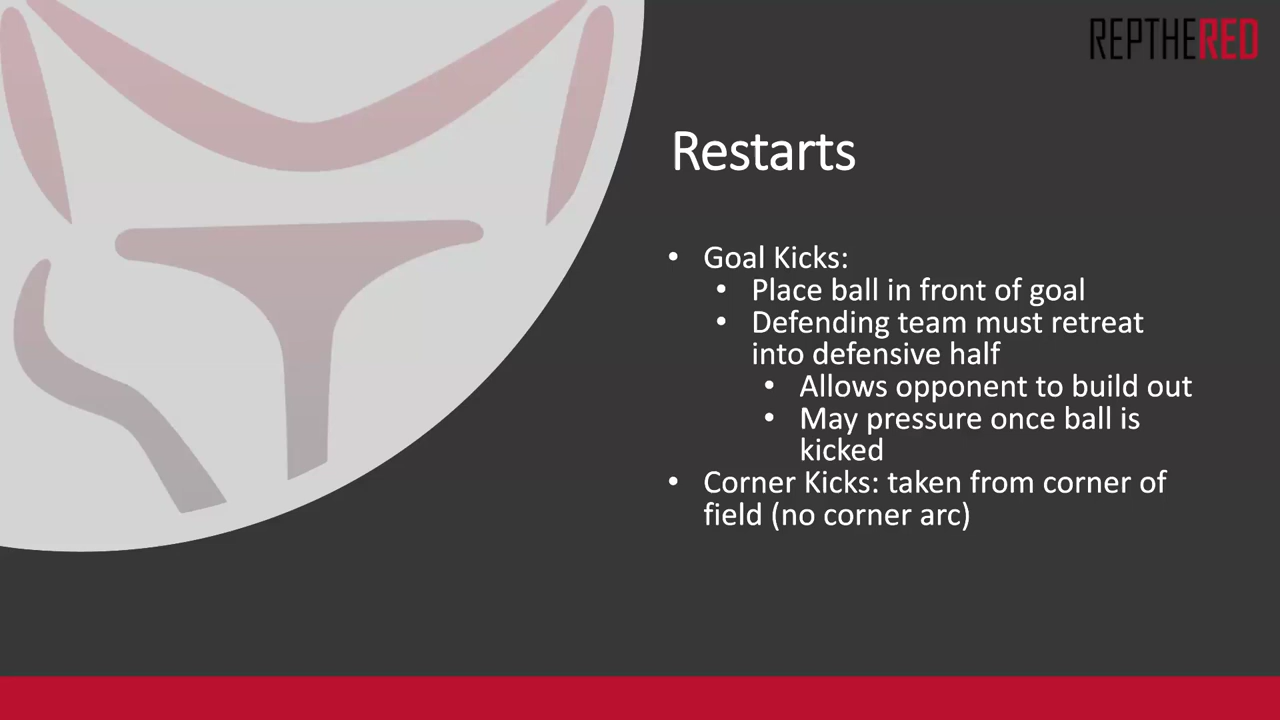 REPTHERED
Restarts
• Goal Kicks:
• Place ball in front of goal
• Defending team must retreat
into defensive half
• Allows opponent to build out
• May pressure once ball is
kicked
• Corner Kicks: taken from corner of
field (no corner arc)